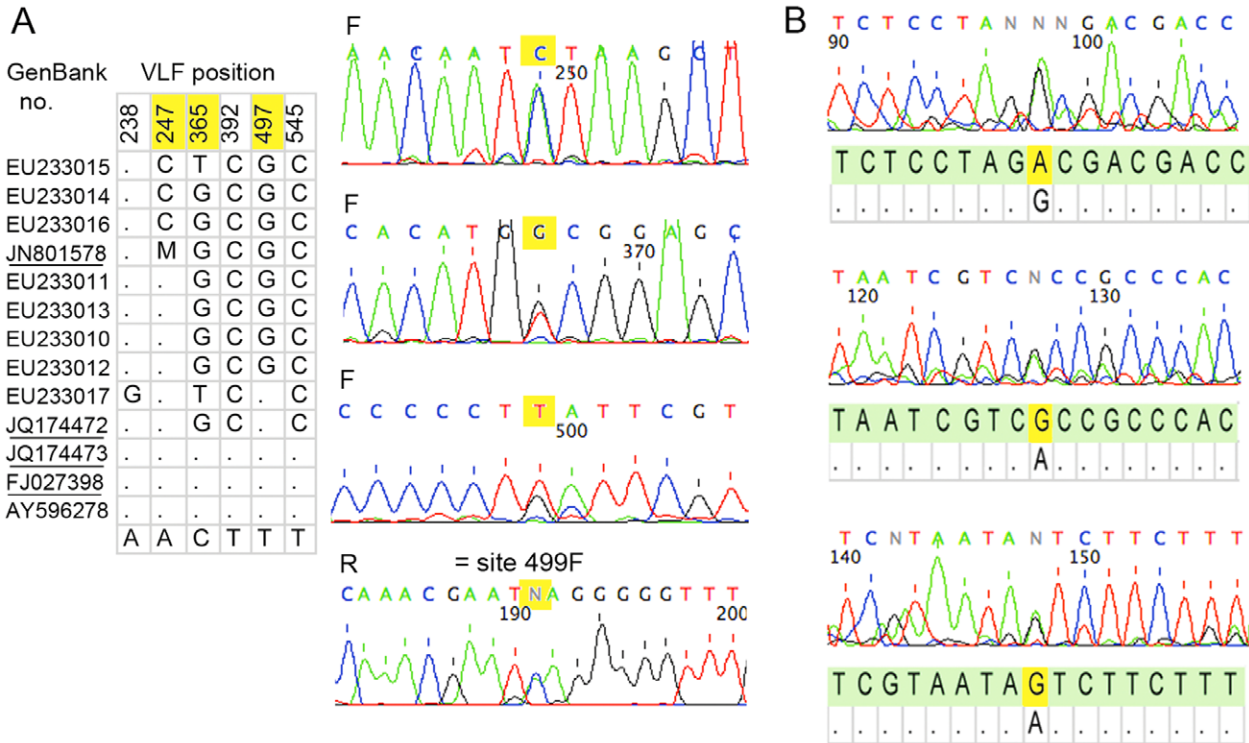 A
GenBank no.
VLF position
238 247 365 392 497 545
EU233015 . C T C G C
EU233014 . C G C G C
EU233016 . C G C G C
JN801578 . M G C G C
EU233011 . . G C G C
EU233013 . . G C G C
EU233010 . . G C G C
EU233012 . . G C G C
EU233017 G . T C . C
JQ174472 . . G C . C
JQ174473 . . . . . .
FJ027398 . . . . . .
AY596278 . . . . . .
A A C T T T
F
A A C A A T C T A A G G T
250
F
C A C A T G G C G G A G C
370
F
C C C C C T T A T T C G T
500
R = site 499F
C A A A C G A A T N A G G G G G T T T
190 200
B
T C T C C T A N N N G A C G A C C
90 100
T C T C C T A G A C G A C G A C C
. . . . . . . . G . . . . . . . .
T A A T C G T C N C C G C C C A C
120 130
T A A T C G T C G C C G C C C A C
. . . . . . . . A . . . . . . . .
T C N T A A T A N T C T T C T T T
140 150
T C G T A A T A G T C T T C T T T
. . . . . . . . A . . . . . . . .